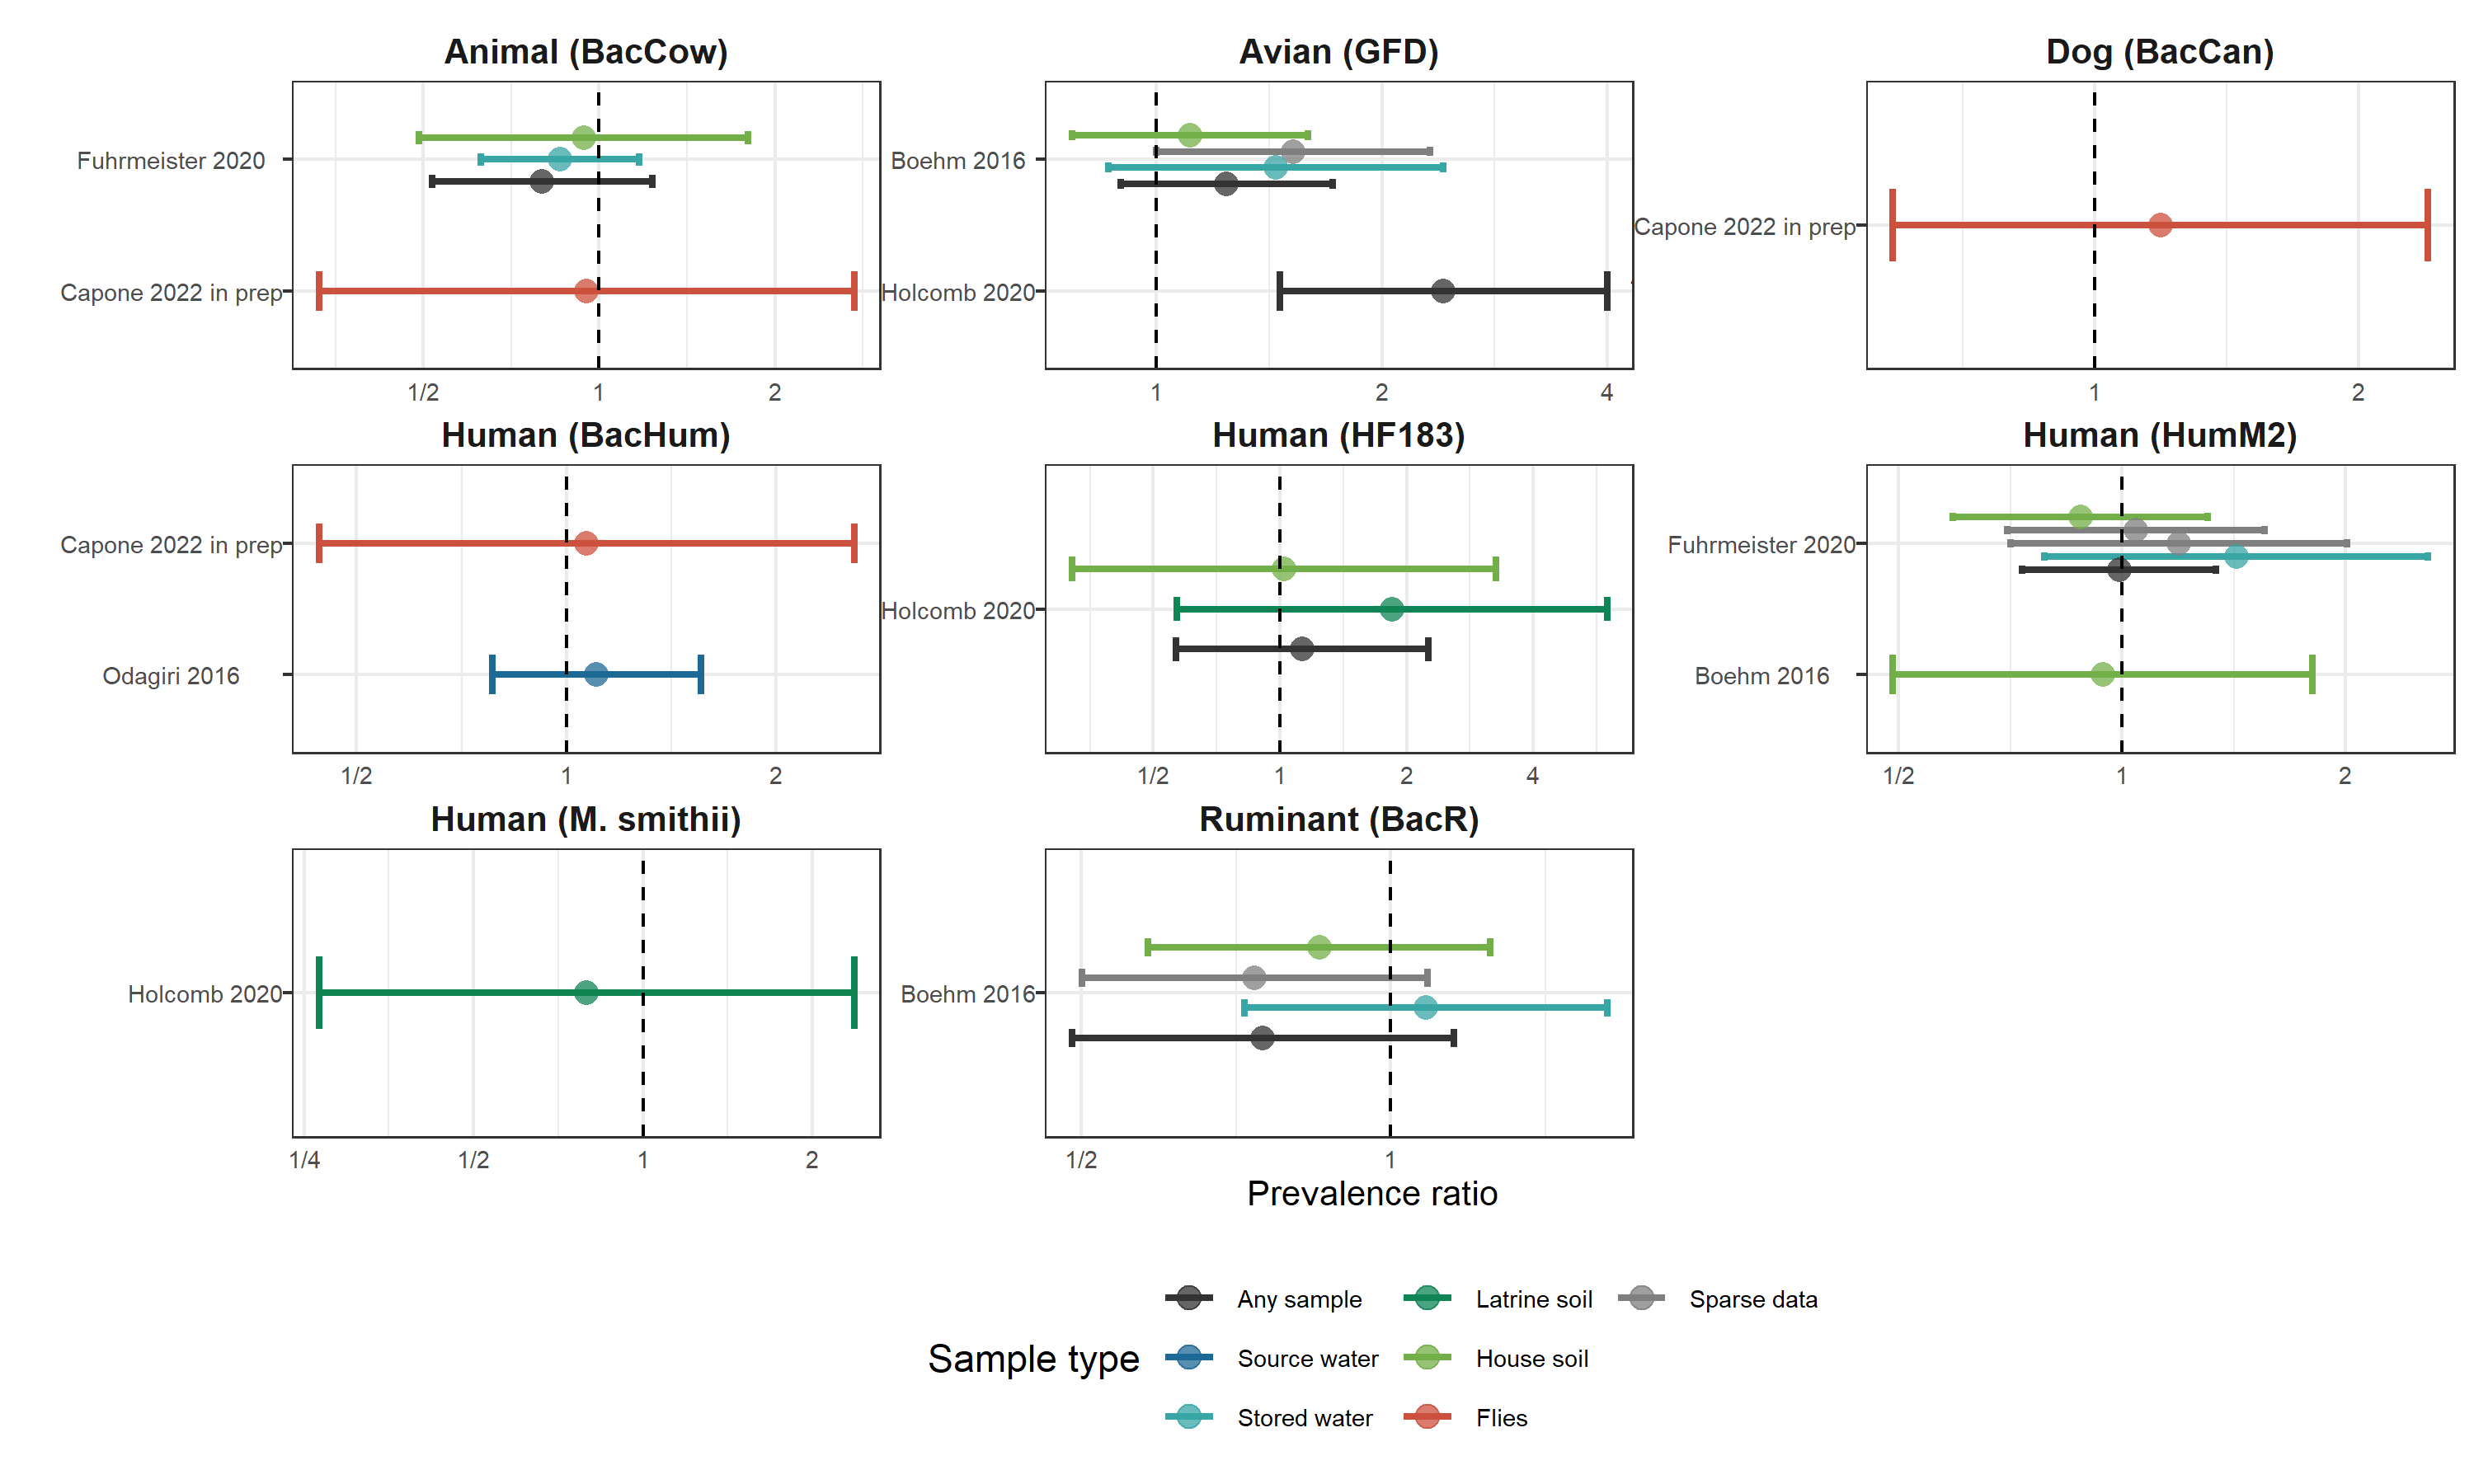 Animal (BacCow)
Avian (GFD)
Dog (BacCan)
Fuhrmeister 2020
Capone 2022 in prep
1/2
1
2
Boehm 2016
Holcomb 2020
1
2
4
Capone 2022 in prep
1
2
Human (BacHum)
Human (HF183)
Human (HumM2)
Capone 2022 in prep
Odagiri 2016
1/2
1
2
Holcomb 2020
1/2
1
2
4
Fuhrmeister 2020
Boehm 2016
1/2
1
2
Human (M. smithii)
Ruminant (BacR)
Holcomb 2020
1/4
1/2
1
2
Boehm 2016
1/2
1
Prevalence ratio
Sample type
Any sample
Source water
Stored water
Latrine soil
House soil
Flies
Sparse data